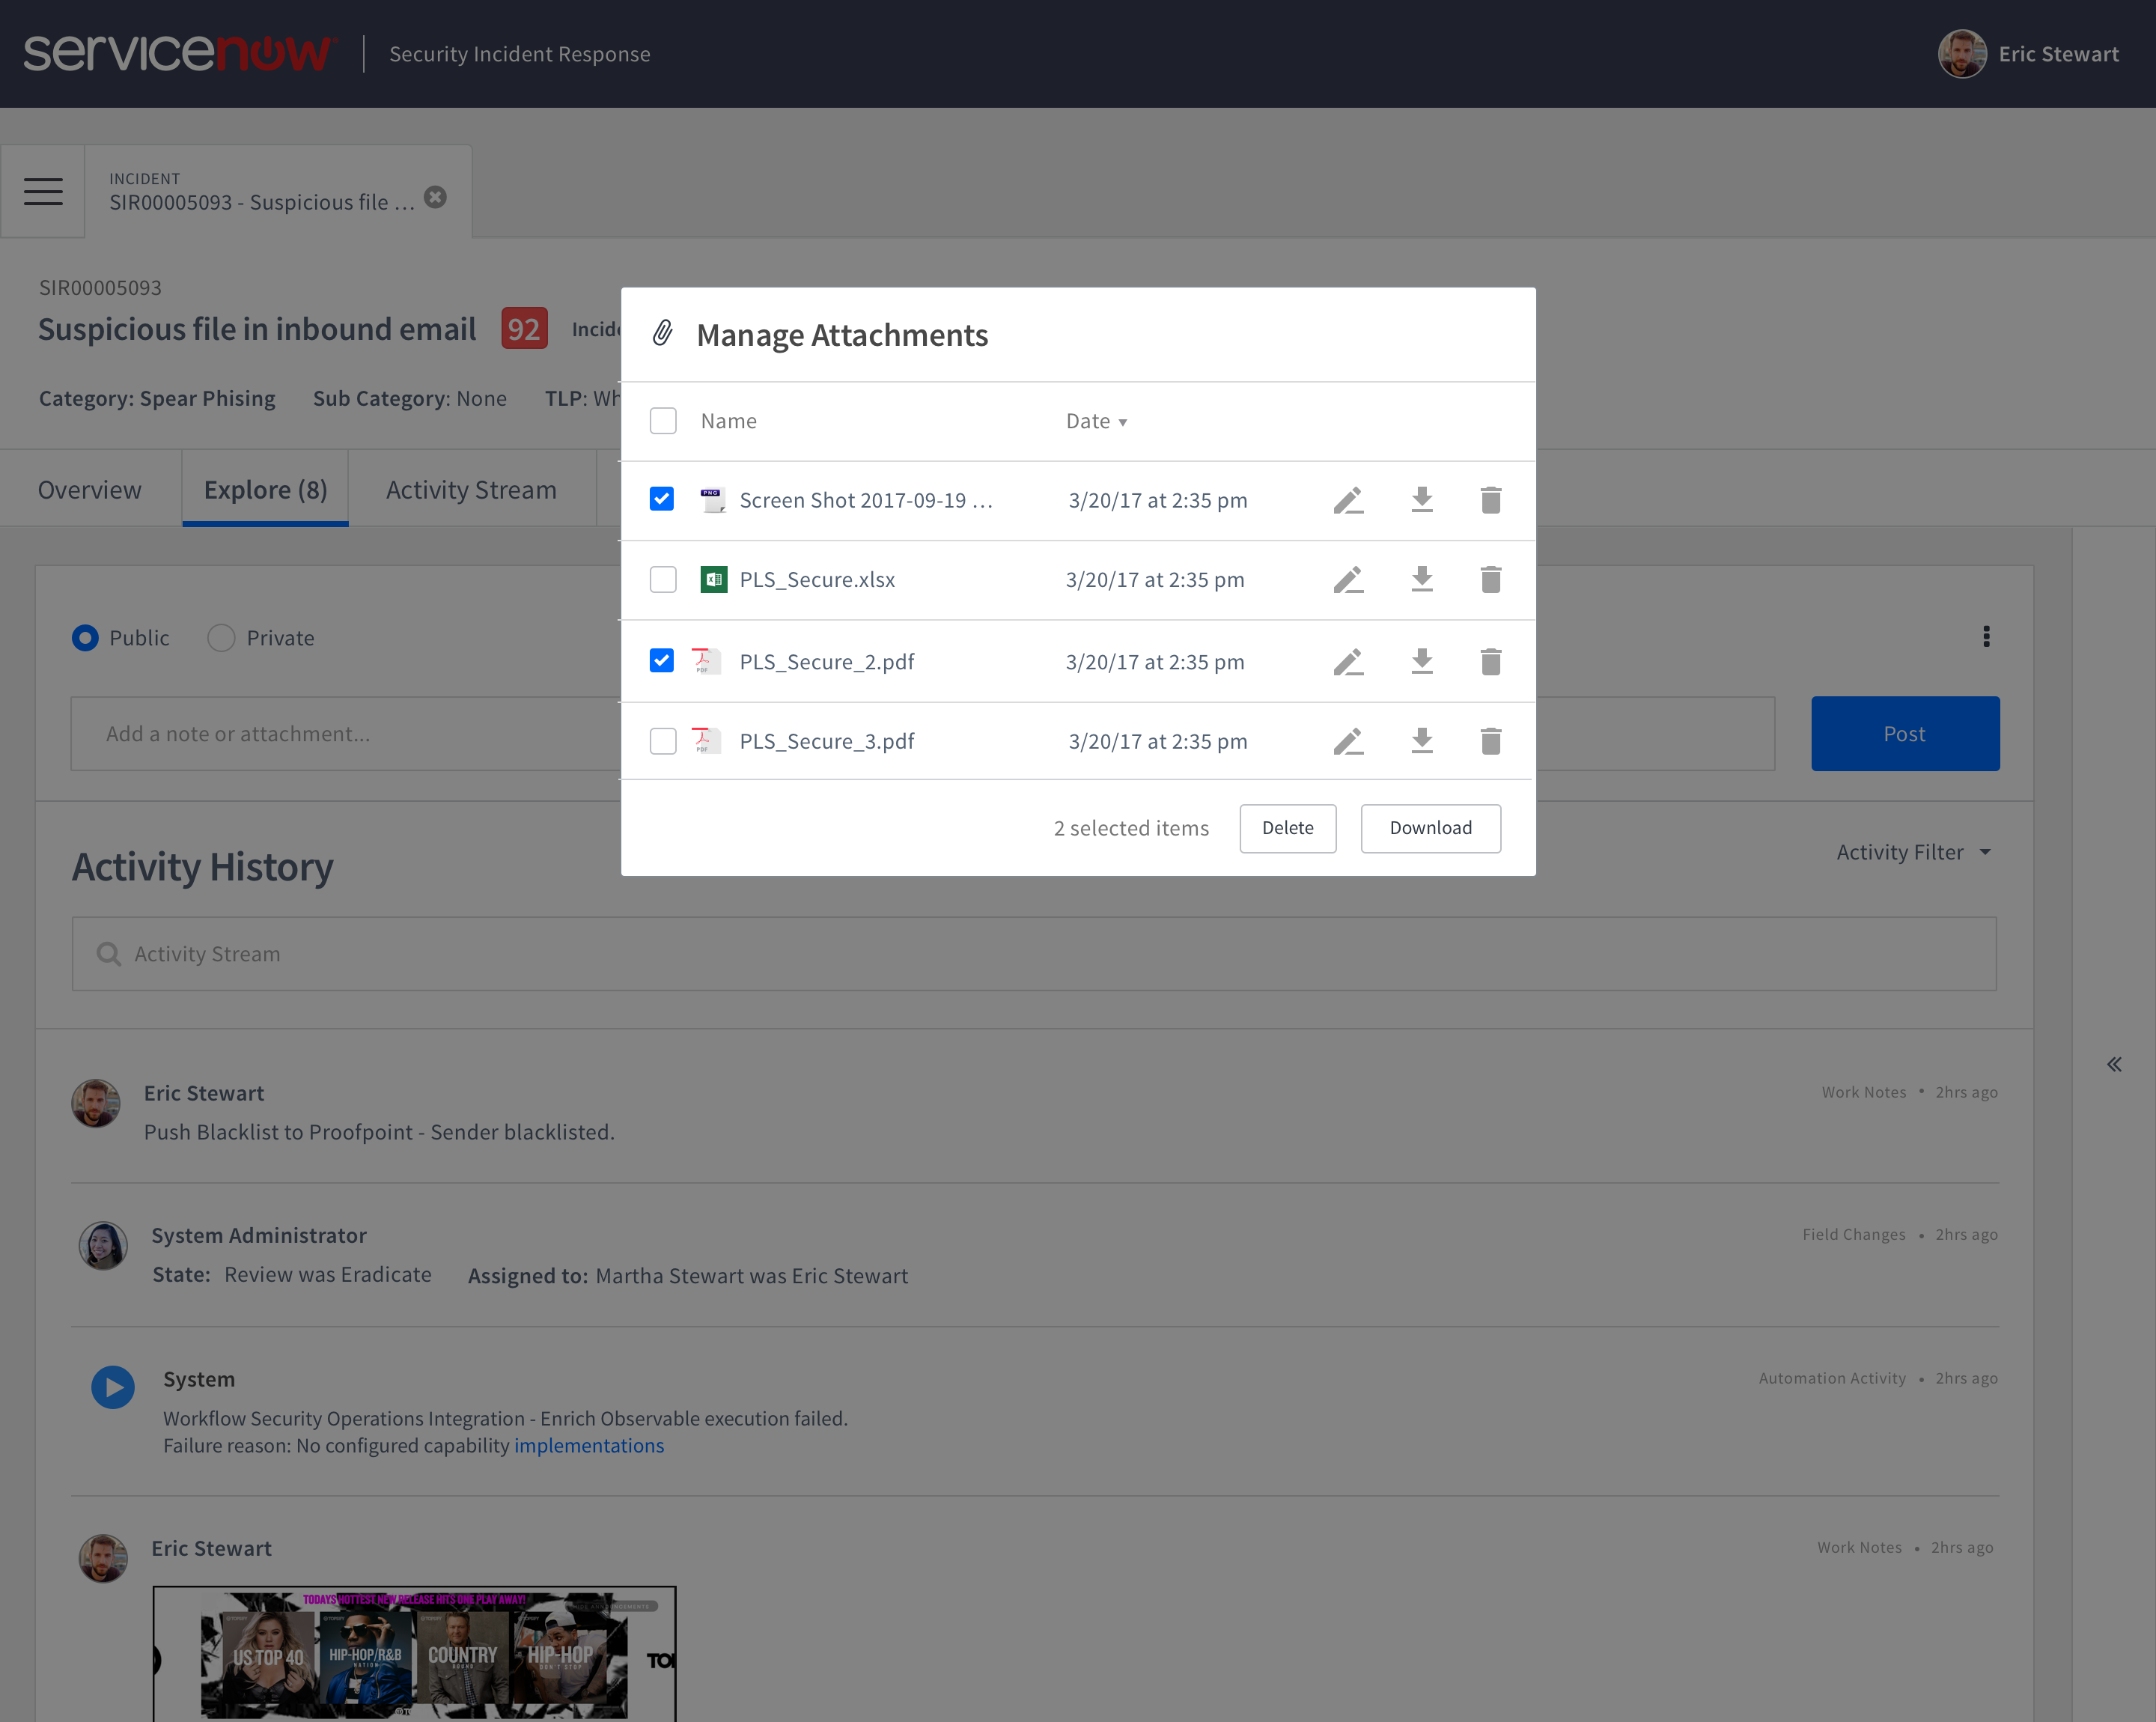 servicenow
Security Incident Response
Eric Stewart
INCIDENT
SIR00005093 - Suspicious file ...
SIR00005093
Suspicious file in inbound email
92
Incide
Category: Spear Phising
Sub Category: None
TLP: Wh
Overview
Explore (8)
Activity Stream
Public
Private
Add a note or attachment...
Post
Manage Attachments
Name
Date
PNG
Screen Shot 2017-09-19 ...
3/20/17 at 2:35 pm
PLS_Secure.xlsx
3/20/17 at 2:35 pm
PDF
PLS_Secure_2.pdf
3/20/17 at 2:35 pm
PDF
PLS_Secure_3.pdf
3/20/17 at 2:35 pm
2 selected items
Delete
Download
Activity History
Activity Filter
Activity Stream
Eric Stewart
Work Notes • 2hrs ago
Push Blacklist to Proofpoint - Sender blacklisted.
System Administrator
Field Changes • 2hrs ago
State: Review was Eradicate
Assigned to: Martha Stewart was Eric Stewart
System
Automation Activity • 2hrs ago
Workflow Security Operations Integration - Enrich Observable execution failed.
Failure reason: No configured capability implementations
Eric Stewart
Work Notes • 2hrs ago
TODAYS HOTTEST NEW RELEASE HITS ONE PLAY AWAY!
US TOP 40
HIP-HOP/R&B
NATION
COUNTRY
ROUND
HIP-HOP
DON'T STOP